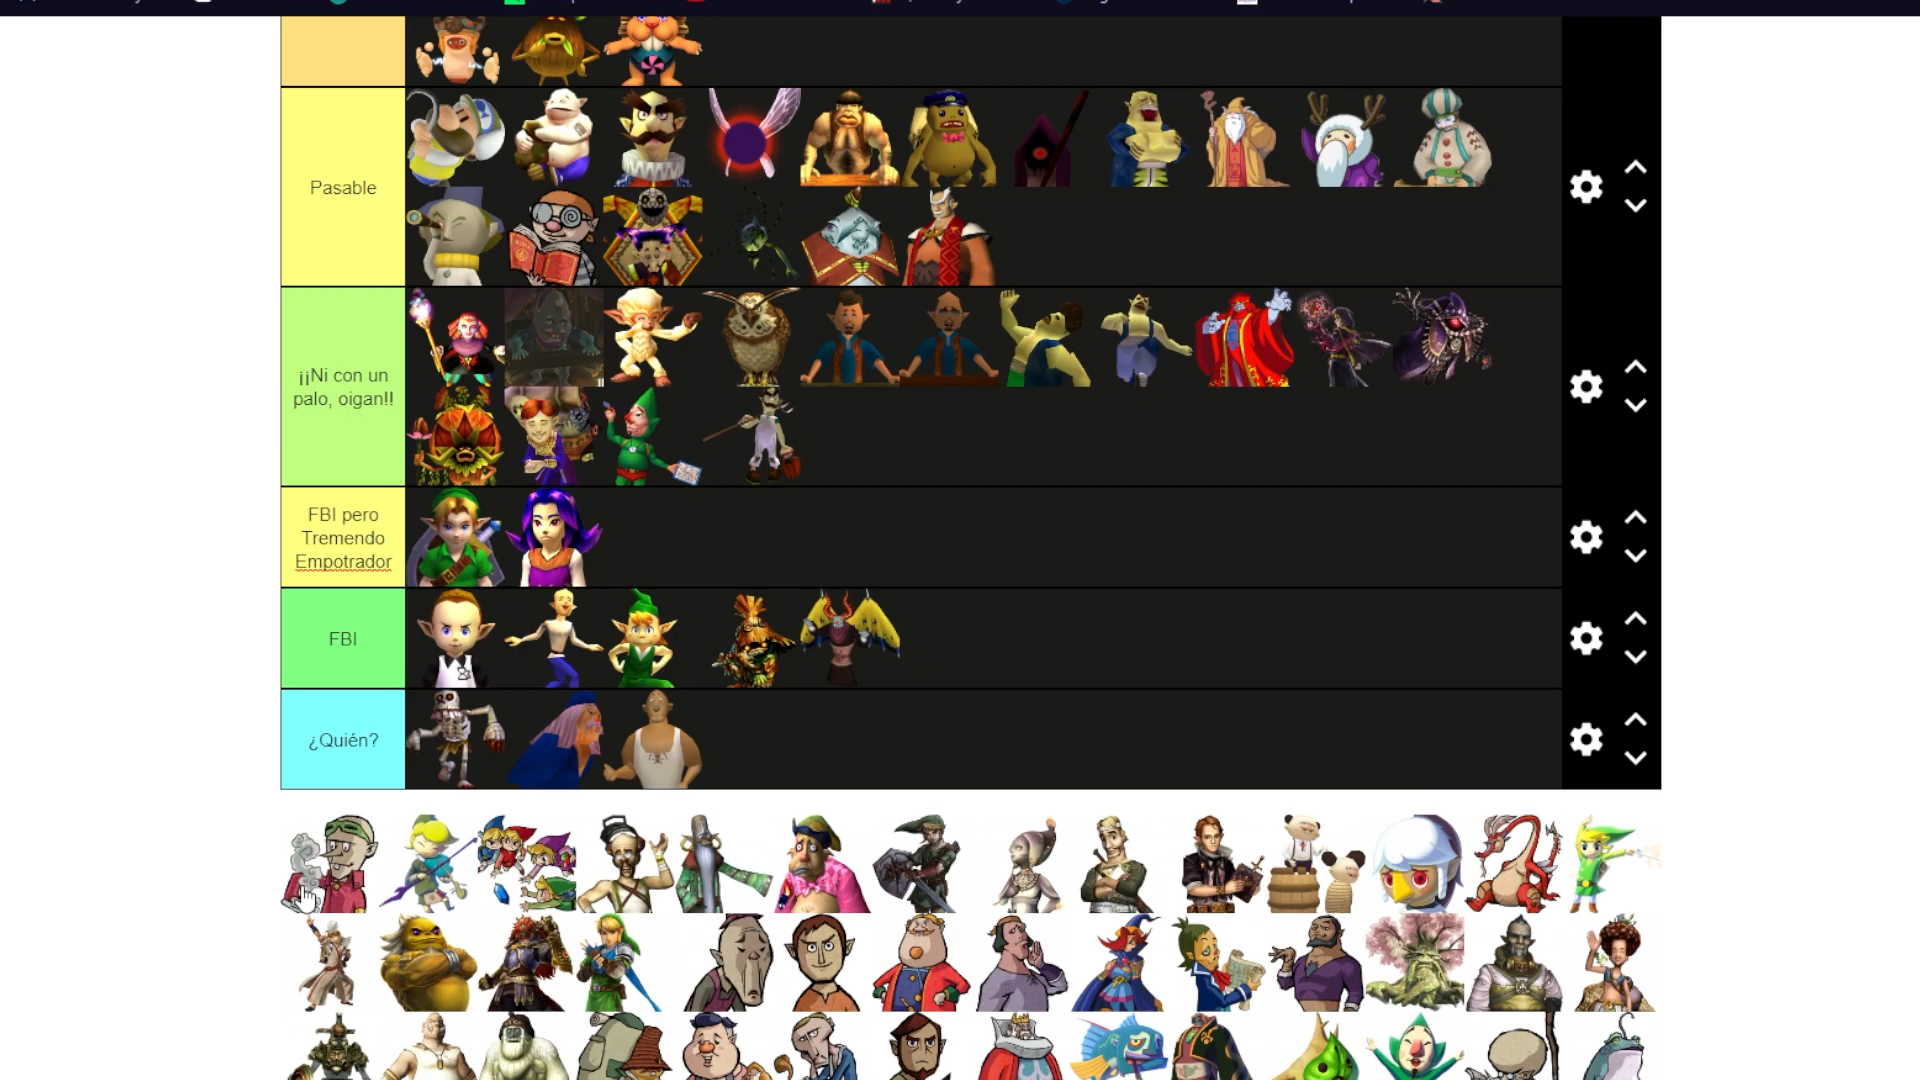 Pasable
¡¡Ni con un
palo, oigan!!
FBI pero
Tremendo
Empotrador
FBI
¿Quién?